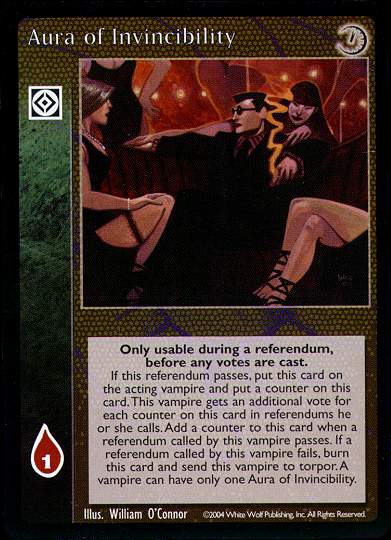 Aura of Invincibility
Only usable during a referendum,
before any votes are cast.
If this referendum passes, put this card on
the acting vampire and put a counter on this
card. This vampire gets an additional vote for
each counter on this card in referendums he
or she calls. Add a counter to this card when a
referendum called by this vampire passes. If a
referendum called by this vampire fails, burn
this card and send this vampire to torpor. A
vampire can have only one Aura of Invincibility.
1
Illus. William O'Connor ©2004 White Wolf Publishing, Inc. All Rights Reserved.